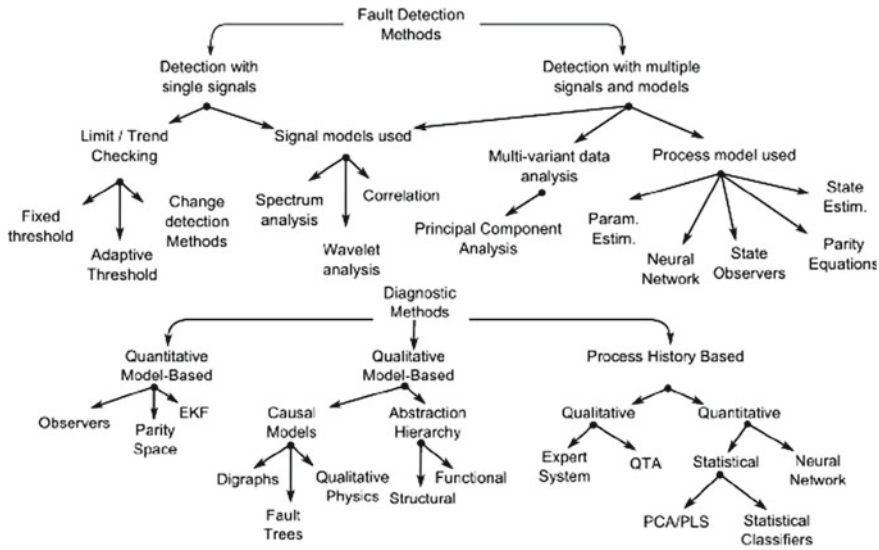 Fault Detection
Methods
Detection with
single signals
Detection with multiple
signals and models
Limit / Trend
Checking
Signal models used
Multi-variant data
analysis
Process model used
Fixed
threshold
Adaptive
Threshold
Change
detection
Methods
Spectrum
analysis
Wavelet
analysis
Correlation
Principal Component
Analysis
Param.
Estim.
Neural
Network
State
Observers
Parity
Equations
State
Estim.
Diagnostic
Methods
Quantitative
Model-Based
Qualitative
Model-Based
Process History Based
Observers
Parity
Space
EKF
Causal
Models
Abstraction
Hierarchy
Qualitative
Quantitative
Digraphs
Fault
Trees
Qualitative
Physics
Structural
Functional
Expert
System
QTA
Statistical
Neural
Network
PCA/PLS
Statistical
Classifiers